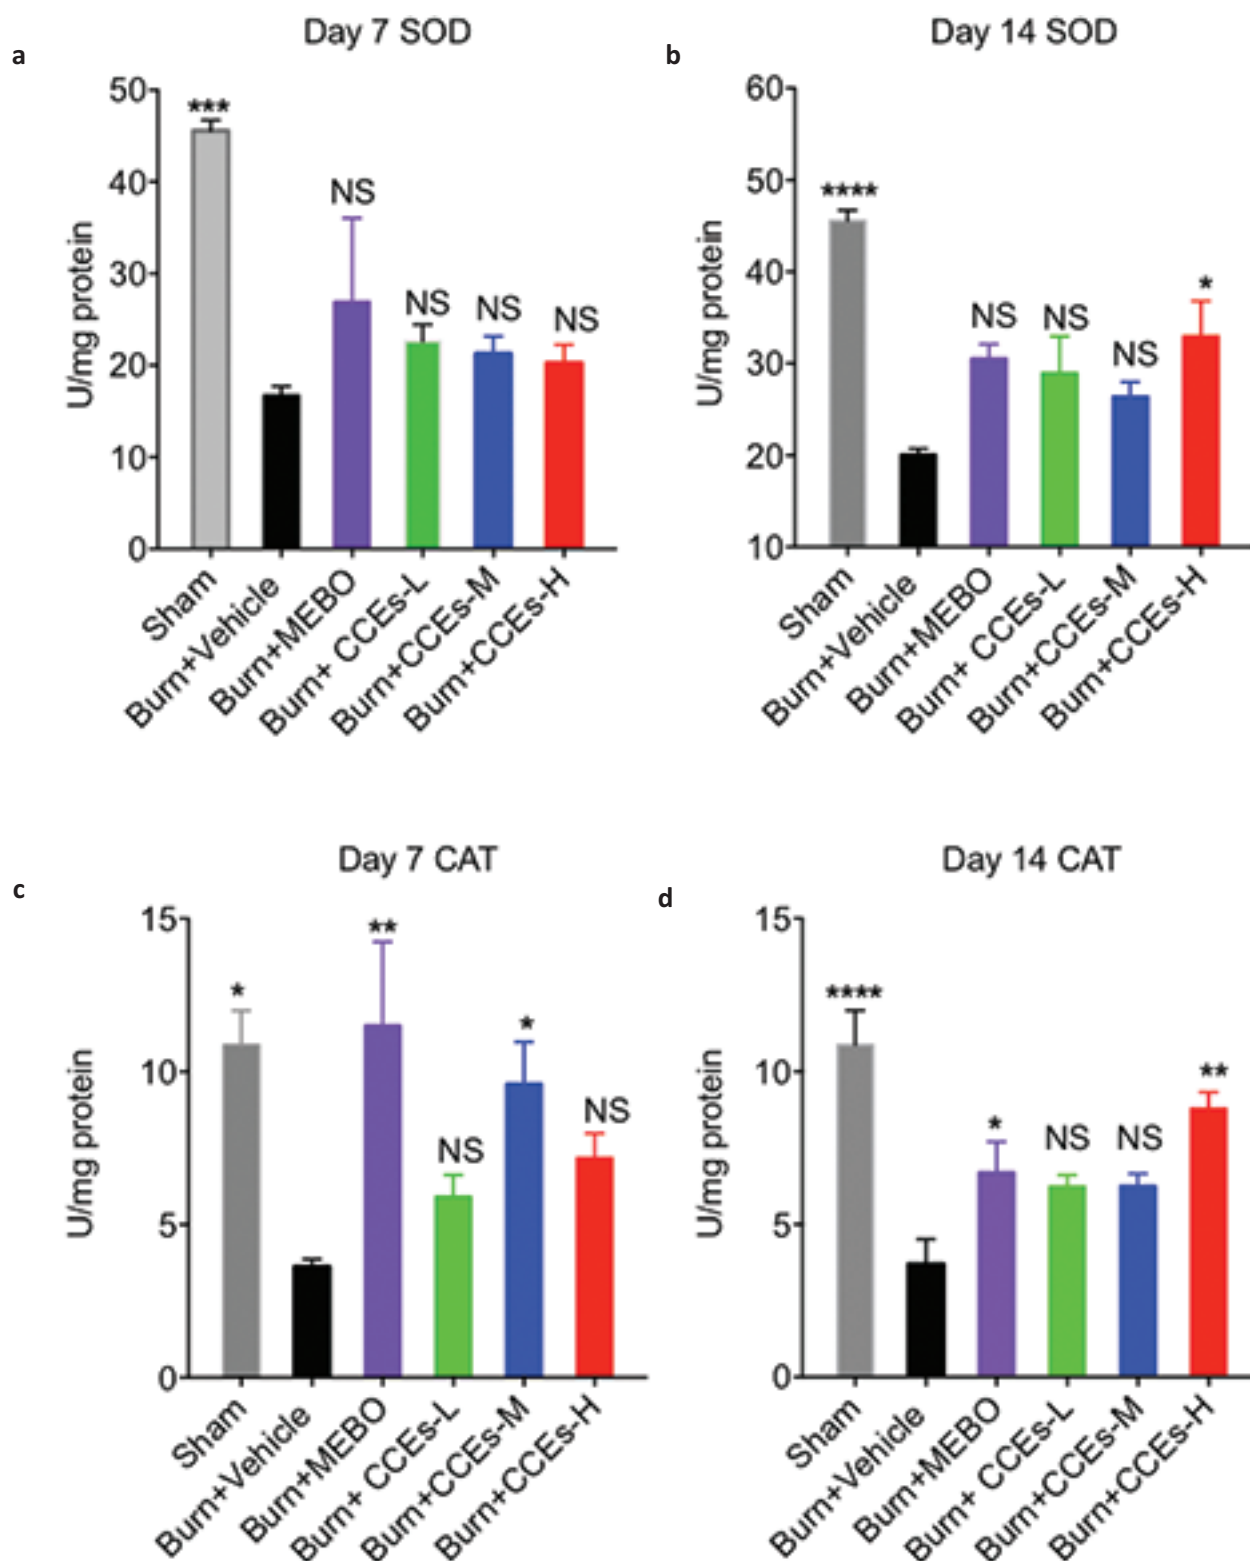 Day 7 SOD
a
***
50
40
30
20
10
0
U/mg protein
NS
NS
NS
NS
Sham
Burn+Vehicle
Burn+MEBO
Burn+ CCEs-L
Burn+CCEs-M
Burn+CCEs-H
Day 14 SOD
b
60
50
40
30
20
10
U/mg protein
****
NS
NS
NS
*
Sham
Burn+Vehicle
Burn+MEBO
Burn+ CCEs-L
Burn+CCEs-M
Burn+CCEs-H
Day 7 CAT
c
15
10
5
0
U/mg protein
*
**
NS
*
NS
Sham
Burn+Vehicle
Burn+MEBO
Burn+ CCEs-L
Burn+CCEs-M
Burn+CCEs-H
Day 14 CAT
d
15
10
5
0
U/mg protein
****
*
NS
NS
**
Sham
Burn+Vehicle
Burn+MEBO
Burn+ CCEs-L
Burn+CCEs-M
Burn+CCEs-H